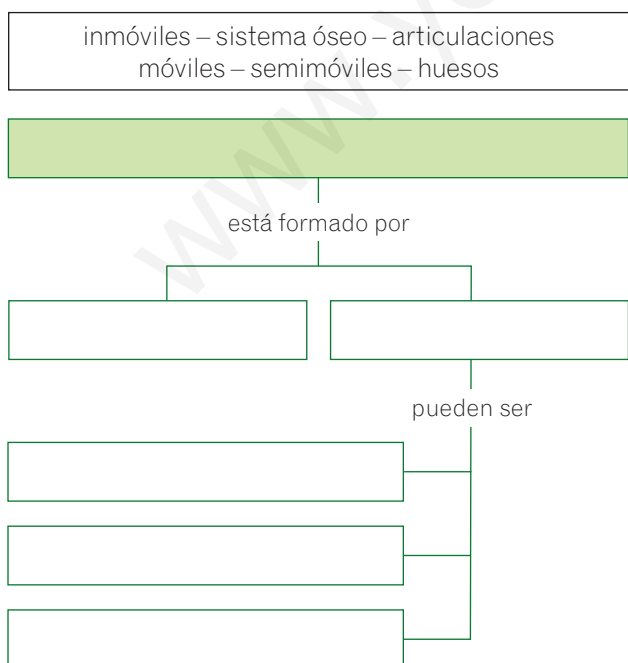 inmóviles – sistema óseo – articulaciones
móviles – semimóviles – huesos
está formado por
pueden ser